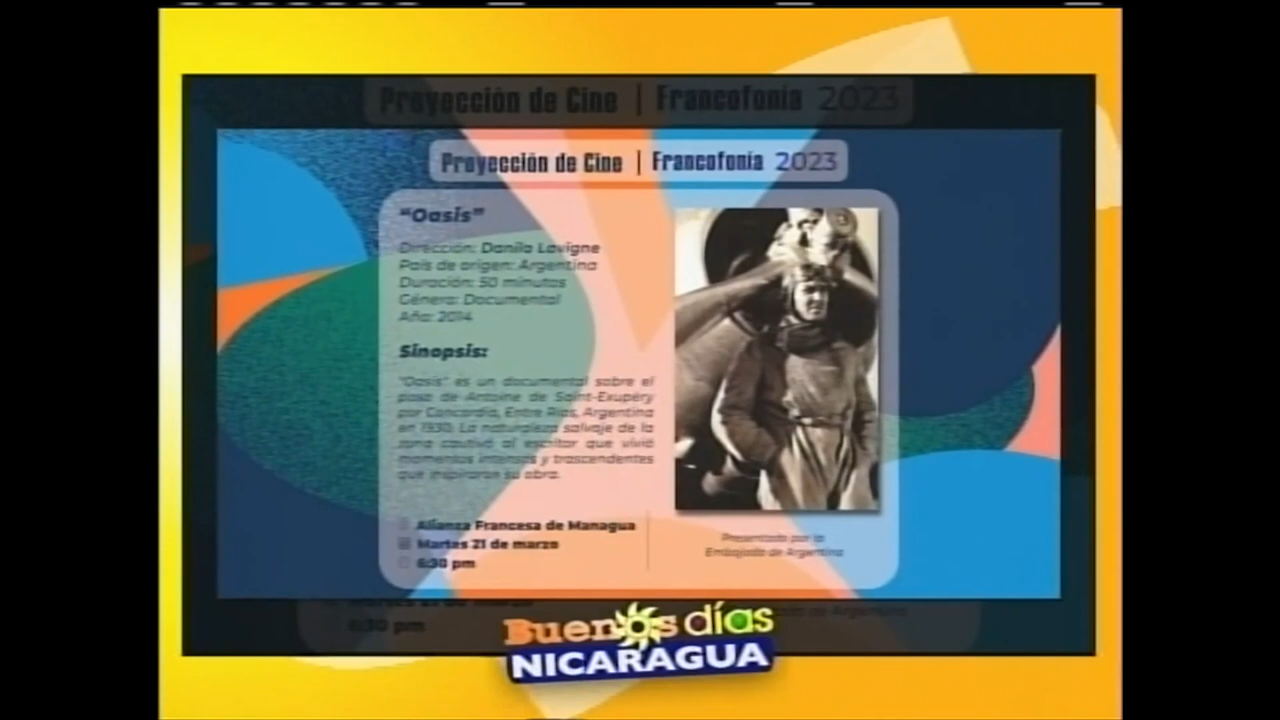 Proyección de Cine | Francofonía 2023
Proyección de Cine | Francofonía 2023
“Oasis”
Dirección: Danilo Lavigne
País de origen: Argentina
Duración: 50 minutos
Género: Documental
Año: 2014
Sinopsis:
"Oasis" es un documental sobre el
paso de Antoine de Saint-Exupéry
por Concordia, Entre Ríos, Argentina
en 1930. La naturaleza salvaje de la
zona cautivó al escritor que vivió
momentos intensos y trascendentes
que inspiraron su obra.
Alianza Francesa de Managua
Martes 21 de marzo
6:30 pm
Presentado por la
Embajada de Argentina
6:30 pm
de Argentina
Buenos días
NICARAGUA